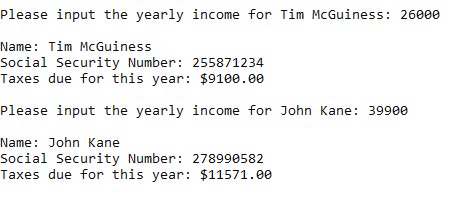 Please input the yearly income for Tim McGuiness: 26000
Name: Tim McGuiness
Social Security Number: 255871234
Taxes due for this year: $9100.00
Please input the yearly income for John Kane: 39900
Name: John Kane
Social Security Number: 278990582
Taxes due for this year: $11571.00